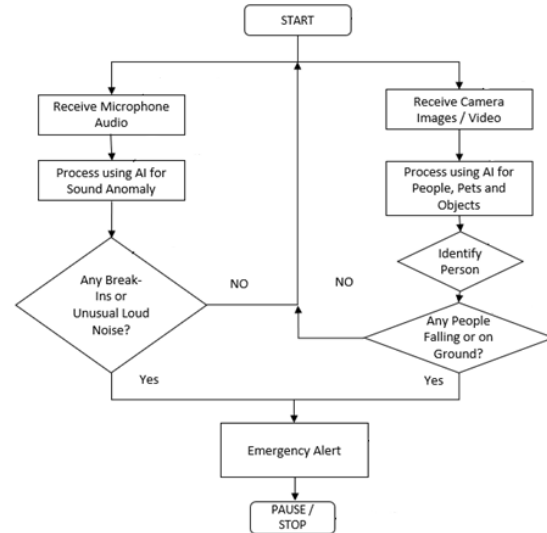 START
Receive Microphone
Audio
Process using AI for
Sound Anomaly
Any Break-
Ins or
Unusual Loud
Noise?
NO
Yes
Receive Camera
Images / Video
Process using AI for
People, Pets and
Objects
Identify
Person
NO
Any People
Falling or on
Ground?
Yes
Emergency Alert
PAUSE /
STOP